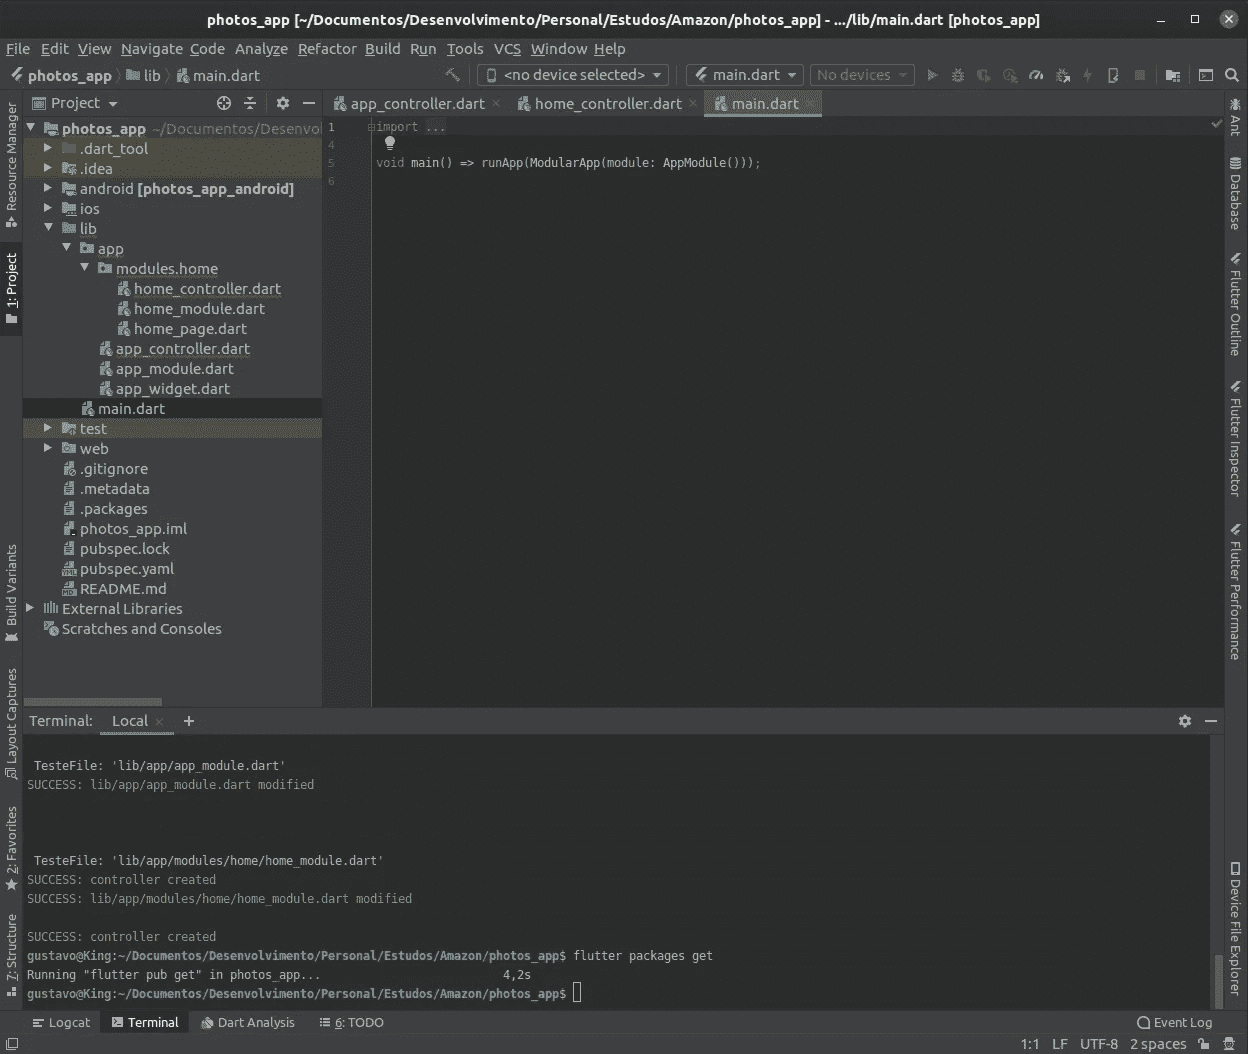 photos_app [~/Documentos/Desenvolvimento/Personal/Estudos/Amazon/photos_app] - .../lib/main.dart [photos_app]
File Edit View Navigate Code Analyze Refactor Build Run Tools VCS Window Help
photos_app lib main.dart <no device selected> main.dart No devices
Project app_controller.dart home_controller.dart main.dart
photos_app ~/Documentos/Desenvo
.dart_tool
.idea
android [photos_app_android]
ios
lib
app
modules.home
home_controller.dart
home_module.dart
home_page.dart
app_controller.dart
app_module.dart
app_widget.dart
main.dart
test
web
.gitignore
.metadata
.packages
photos_app.iml
pubspec.lock
pubspec.yaml
README.md
External Libraries
Scratches and Consoles
1 import ...
4
5 void main() => runApp(ModularApp(module: AppModule()));
6
Resource Manager
1: Project
Build Variants
Layout Captures
2: Favorites
7: Structure
Ant
Database
Flutter Outline
Flutter Inspector
Flutter Performance
Device File Explorer
Terminal: Local +
TesteFile: 'lib/app/app_module.dart'
SUCCESS: lib/app/app_module.dart modified
TesteFile: 'lib/app/modules/home/home_module.dart'
SUCCESS: controller created
SUCCESS: lib/app/modules/home/home_module.dart modified
SUCCESS: controller created
gustavo@King:~/Documentos/Desenvolvimento/Personal/Estudos/Amazon/photos_app$ flutter packages get
Running "flutter pub get" in photos_app... 4,2s
gustavo@King:~/Documentos/Desenvolvimento/Personal/Estudos/Amazon/photos_app$
Logcat Terminal Dart Analysis 6: TODO Event Log
1:1 LF UTF-8 2 spaces